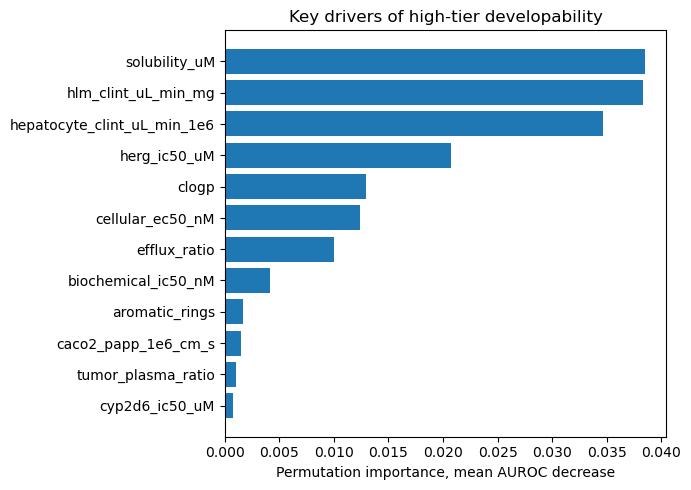 Key drivers of high-tier developability
solubility_uM
hlm_clint_uL_min_mg
hepatocyte_clint_uL_min_1e6
herg_ic50_uM
clogp
cellular_ec50_nM
efflux_ratio
biochemical_ic50_nM
aromatic_rings
caco2_papp_1e6_cm_s
tumor_plasma_ratio
cyp2d6_ic50_uM
0.000 0.005 0.010 0.015 0.020 0.025 0.030 0.035 0.040
Permutation importance, mean AUROC decrease